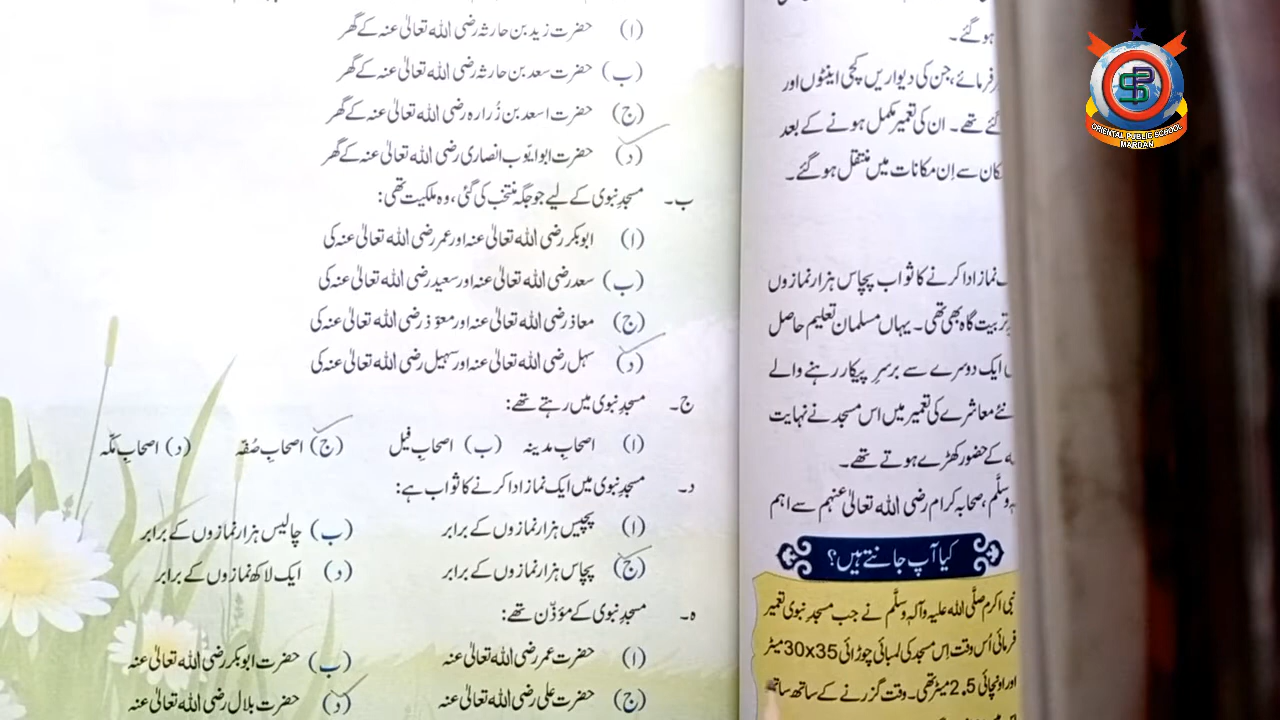 ہو گئے۔
فرمائے، جن کی دیواریں کچی اینٹوں اور
گئے تھے۔ ان کی تعمیر مکمل ہونے کے بعد
سے اِن مکانات میں منتقل ہو گئے۔
نماز ادا کرنے کا ثواب پچاس ہزار نمازوں
تربیت گاہ بھی تھی۔ یہاں مسلمان تعلیم حاصل
ایک دوسرے سے برسرِ پیکار رہنے والے
نئے معاشرے کی تعمیر میں اس مسجد نے نہایت
کے حضور کھڑے ہوتے تھے۔
وسلَّم، صحابہ کرام رضی اللہ تعالیٰ عنہم سے اہم
کیا آپ جانتے ہیں؟
نبی اکرم صلَّی اللہ علیہ وآلہٖ وسلَّم نے جب مسجدِ نبوی تعمیر
فرمائی اُس وقت اِس مسجد کی لمبائی چوڑائی 30x35 میٹر
اور اونچائی 2.5 میٹر تھی۔ وقت گزرنے کے ساتھ ساتھ
(ا) حضرت زید بن حارثہ رضی اللہ تعالیٰ عنہ کے گھر
(ب) حضرت سعد بن حارثہ رضی اللہ تعالیٰ عنہ کے گھر
(ج) حضرت اسعد بن زُرارہ رضی اللہ تعالیٰ عنہ کے گھر
(د) حضرت ابو ایّوب انصاری رضی اللہ تعالیٰ عنہ کے گھر
ب۔ مسجدِ نبوی کے لیے جو جگہ منتخب کی گئی، وہ ملکیت تھی:
(ا) ابوبکر رضی اللہ تعالیٰ عنہ اور عمر رضی اللہ تعالیٰ عنہ کی
(ب) سعد رضی اللہ تعالیٰ عنہ اور سعید رضی اللہ تعالیٰ عنہ کی
(ج) معاذ رضی اللہ تعالیٰ عنہ اور معوّذ رضی اللہ تعالیٰ عنہ کی
(د) سہل رضی اللہ تعالیٰ عنہ اور سہیل رضی اللہ تعالیٰ عنہ کی
ج۔ مسجدِ نبوی میں رہتے تھے:
(ا) اصحابِ مدینہ (ب) اصحابِ فیل (ج) اصحابِ صُفّہ (د) اصحابِ مکّہ
د۔ مسجدِ نبوی میں ایک نماز ادا کرنے کا ثواب ہے:
(ا) پچیس ہزار نمازوں کے برابر (ب) چالیس ہزار نمازوں کے برابر
(ج) پچاس ہزار نمازوں کے برابر (د) ایک لاکھ نمازوں کے برابر
ہ۔ مسجدِ نبوی کے مؤذّن تھے:
(ا) حضرت عمر رضی اللہ تعالیٰ عنہ (ب) حضرت ابوبکر رضی اللہ تعالیٰ عنہ
(ج) حضرت علی رضی اللہ تعالیٰ عنہ (د) حضرت بلال رضی اللہ تعالیٰ عنہ
ORIENTAL PUBLIC SCHOOL
MARDAN